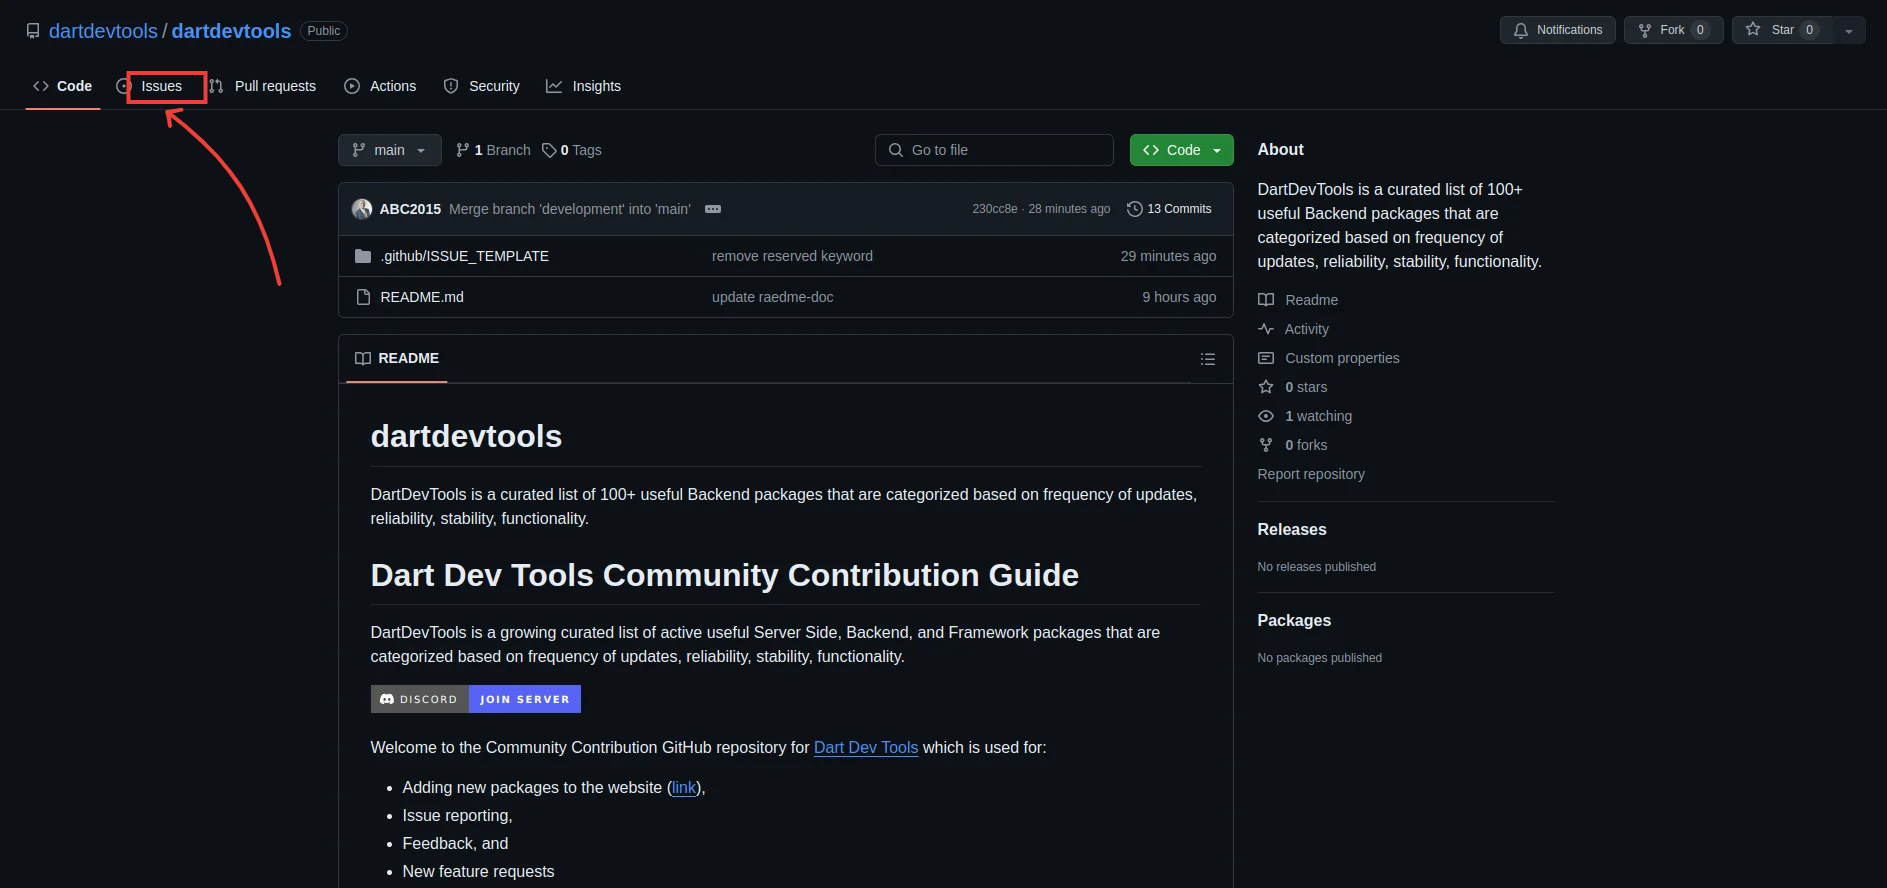 dartdevtools / dartdevtools Public
Notifications Fork 0 Star 0
Code Issues Pull requests Actions Security Insights
main 1 Branch 0 Tags Go to file Code
ABC2015 Merge branch 'development' into 'main' 230cc8e · 28 minutes ago 13 Commits
.github/ISSUE_TEMPLATE remove reserved keyword 29 minutes ago
README.md update raedme-doc 9 hours ago
README
dartdevtools
DartDevTools is a curated list of 100+ useful Backend packages that are categorized based on frequency of updates,
reliability, stability, functionality.
Dart Dev Tools Community Contribution Guide
DartDevTools is a growing curated list of active useful Server Side, Backend, and Framework packages that are
categorized based on frequency of updates, reliability, stability, functionality.
DISCORD JOIN SERVER
Welcome to the Community Contribution GitHub repository for Dart Dev Tools which is used for:
• Adding new packages to the website (link),
• Issue reporting,
• Feedback, and
• New feature requests
About
DartDevTools is a curated list of 100+
useful Backend packages that are
categorized based on frequency of
updates, reliability, stability, functionality.
Readme
Activity
Custom properties
0 stars
1 watching
0 forks
Report repository
Releases
No releases published
Packages
No packages published